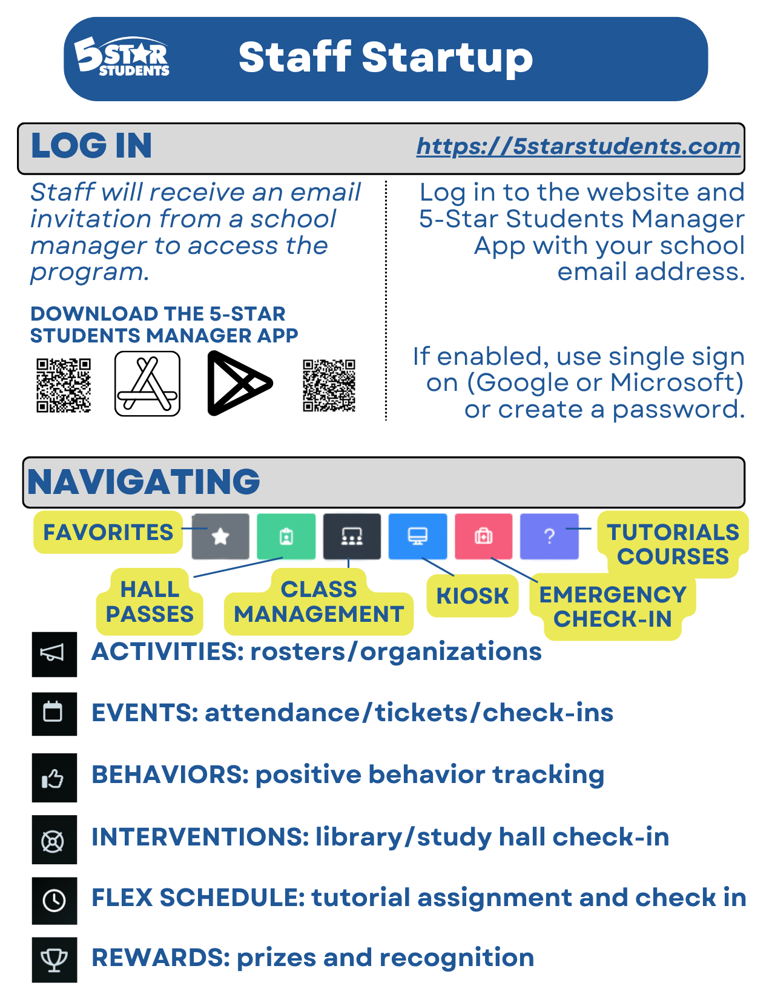 5 STAR
STUDENTS
Staff Startup
LOG IN
https://5starstudents.com
Staff will receive an email
invitation from a school
manager to access the
program.
DOWNLOAD THE 5-STAR
STUDENTS MANAGER APP
Log in to the website and
5-Star Students Manager
App with your school
email address.
If enabled, use single sign
on (Google or Microsoft)
or create a password.
NAVIGATING
FAVORITES
?
TUTORIALS
COURSES
HALL
PASSES
CLASS
MANAGEMENT
KIOSK
EMERGENCY
CHECK-IN
ACTIVITIES: rosters/organizations
EVENTS: attendance/tickets/check-ins
BEHAVIORS: positive behavior tracking
INTERVENTIONS: library/study hall check-in
FLEX SCHEDULE: tutorial assignment and check in
REWARDS: prizes and recognition